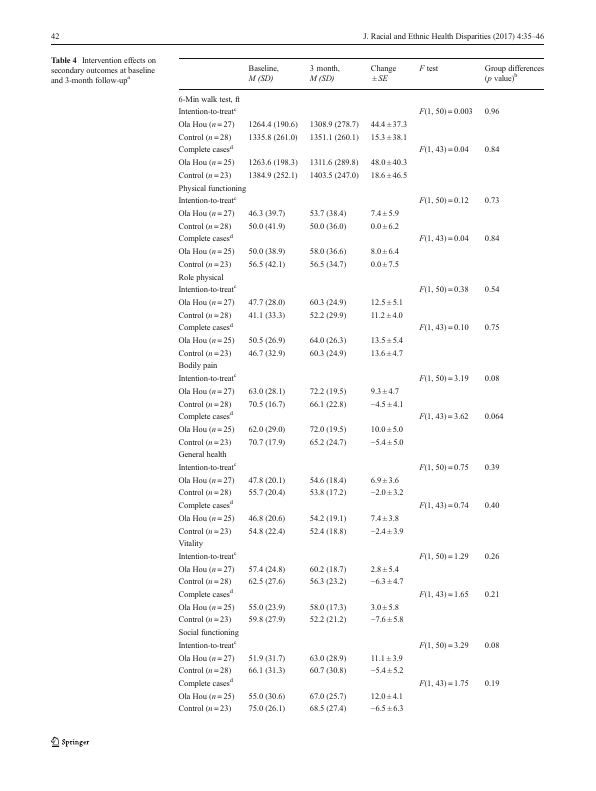 42
J. Racial and Ethnic Health Disparities (2017) 4:35–46
Table 4 Intervention effects on
secondary outcomes at baseline
and 3-month follow-up^a
Baseline, 3 month, Change F test Group differences
M (SD) M (SD) ± SE (p value)^b
6-Min walk test, ft
Intention-to-treat^c F(1, 50) = 0.003 0.96
Ola Hou (n = 27) 1264.4 (190.6) 1308.9 (278.7) 44.4 ± 37.3
Control (n = 28) 1335.8 (261.0) 1351.1 (260.1) 15.3 ± 38.1
Complete cases^d F(1, 43) = 0.04 0.84
Ola Hou (n = 25) 1263.6 (198.3) 1311.6 (289.8) 48.0 ± 40.3
Control (n = 23) 1384.9 (252.1) 1403.5 (247.0) 18.6 ± 46.5
Physical functioning
Intention-to-treat^c F(1, 50) = 0.12 0.73
Ola Hou (n = 27) 46.3 (39.7) 53.7 (38.4) 7.4 ± 5.9
Control (n = 28) 50.0 (41.9) 50.0 (36.0) 0.0 ± 6.2
Complete cases^d F(1, 43) = 0.04 0.84
Ola Hou (n = 25) 50.0 (38.9) 58.0 (36.6) 8.0 ± 6.4
Control (n = 23) 56.5 (42.1) 56.5 (34.7) 0.0 ± 7.5
Role physical
Intention-to-treat^c F(1, 50) = 0.38 0.54
Ola Hou (n = 27) 47.7 (28.0) 60.3 (24.9) 12.5 ± 5.1
Control (n = 28) 41.1 (33.3) 52.2 (29.9) 11.2 ± 4.0
Complete cases^d F(1, 43) = 0.10 0.75
Ola Hou (n = 25) 50.5 (26.9) 64.0 (26.3) 13.5 ± 5.4
Control (n = 23) 46.7 (32.9) 60.3 (24.9) 13.6 ± 4.7
Bodily pain
Intention-to-treat^c F(1, 50) = 3.19 0.08
Ola Hou (n = 27) 63.0 (28.1) 72.2 (19.5) 9.3 ± 4.7
Control (n = 28) 70.5 (16.7) 66.1 (22.8) −4.5 ± 4.1
Complete cases^d F(1, 43) = 3.62 0.064
Ola Hou (n = 25) 62.0 (29.0) 72.0 (19.5) 10.0 ± 5.0
Control (n = 23) 70.7 (17.9) 65.2 (24.7) −5.4 ± 5.0
General health
Intention-to-treat^c F(1, 50) = 0.75 0.39
Ola Hou (n = 27) 47.8 (20.1) 54.6 (18.4) 6.9 ± 3.6
Control (n = 28) 55.7 (20.4) 53.8 (17.2) −2.0 ± 3.2
Complete cases^d F(1, 43) = 0.74 0.40
Ola Hou (n = 25) 46.8 (20.6) 54.2 (19.1) 7.4 ± 3.8
Control (n = 23) 54.8 (22.4) 52.4 (18.8) −2.4 ± 3.9
Vitality
Intention-to-treat^c F(1, 50) = 1.29 0.26
Ola Hou (n = 27) 57.4 (24.8) 60.2 (18.7) 2.8 ± 5.4
Control (n = 28) 62.5 (27.6) 56.3 (23.2) −6.3 ± 4.7
Complete cases^d F(1, 43) = 1.65 0.21
Ola Hou (n = 25) 55.0 (23.9) 58.0 (17.3) 3.0 ± 5.8
Control (n = 23) 59.8 (27.9) 52.2 (21.2) −7.6 ± 5.8
Social functioning
Intention-to-treat^c F(1, 50) = 3.29 0.08
Ola Hou (n = 27) 51.9 (31.7) 63.0 (28.9) 11.1 ± 3.9
Control (n = 28) 66.1 (31.3) 60.7 (30.8) −5.4 ± 5.2
Complete cases^d F(1, 43) = 1.75 0.19
Ola Hou (n = 25) 55.0 (30.6) 67.0 (25.7) 12.0 ± 4.1
Control (n = 23) 75.0 (26.1) 68.5 (27.4) −6.5 ± 6.3
Springer